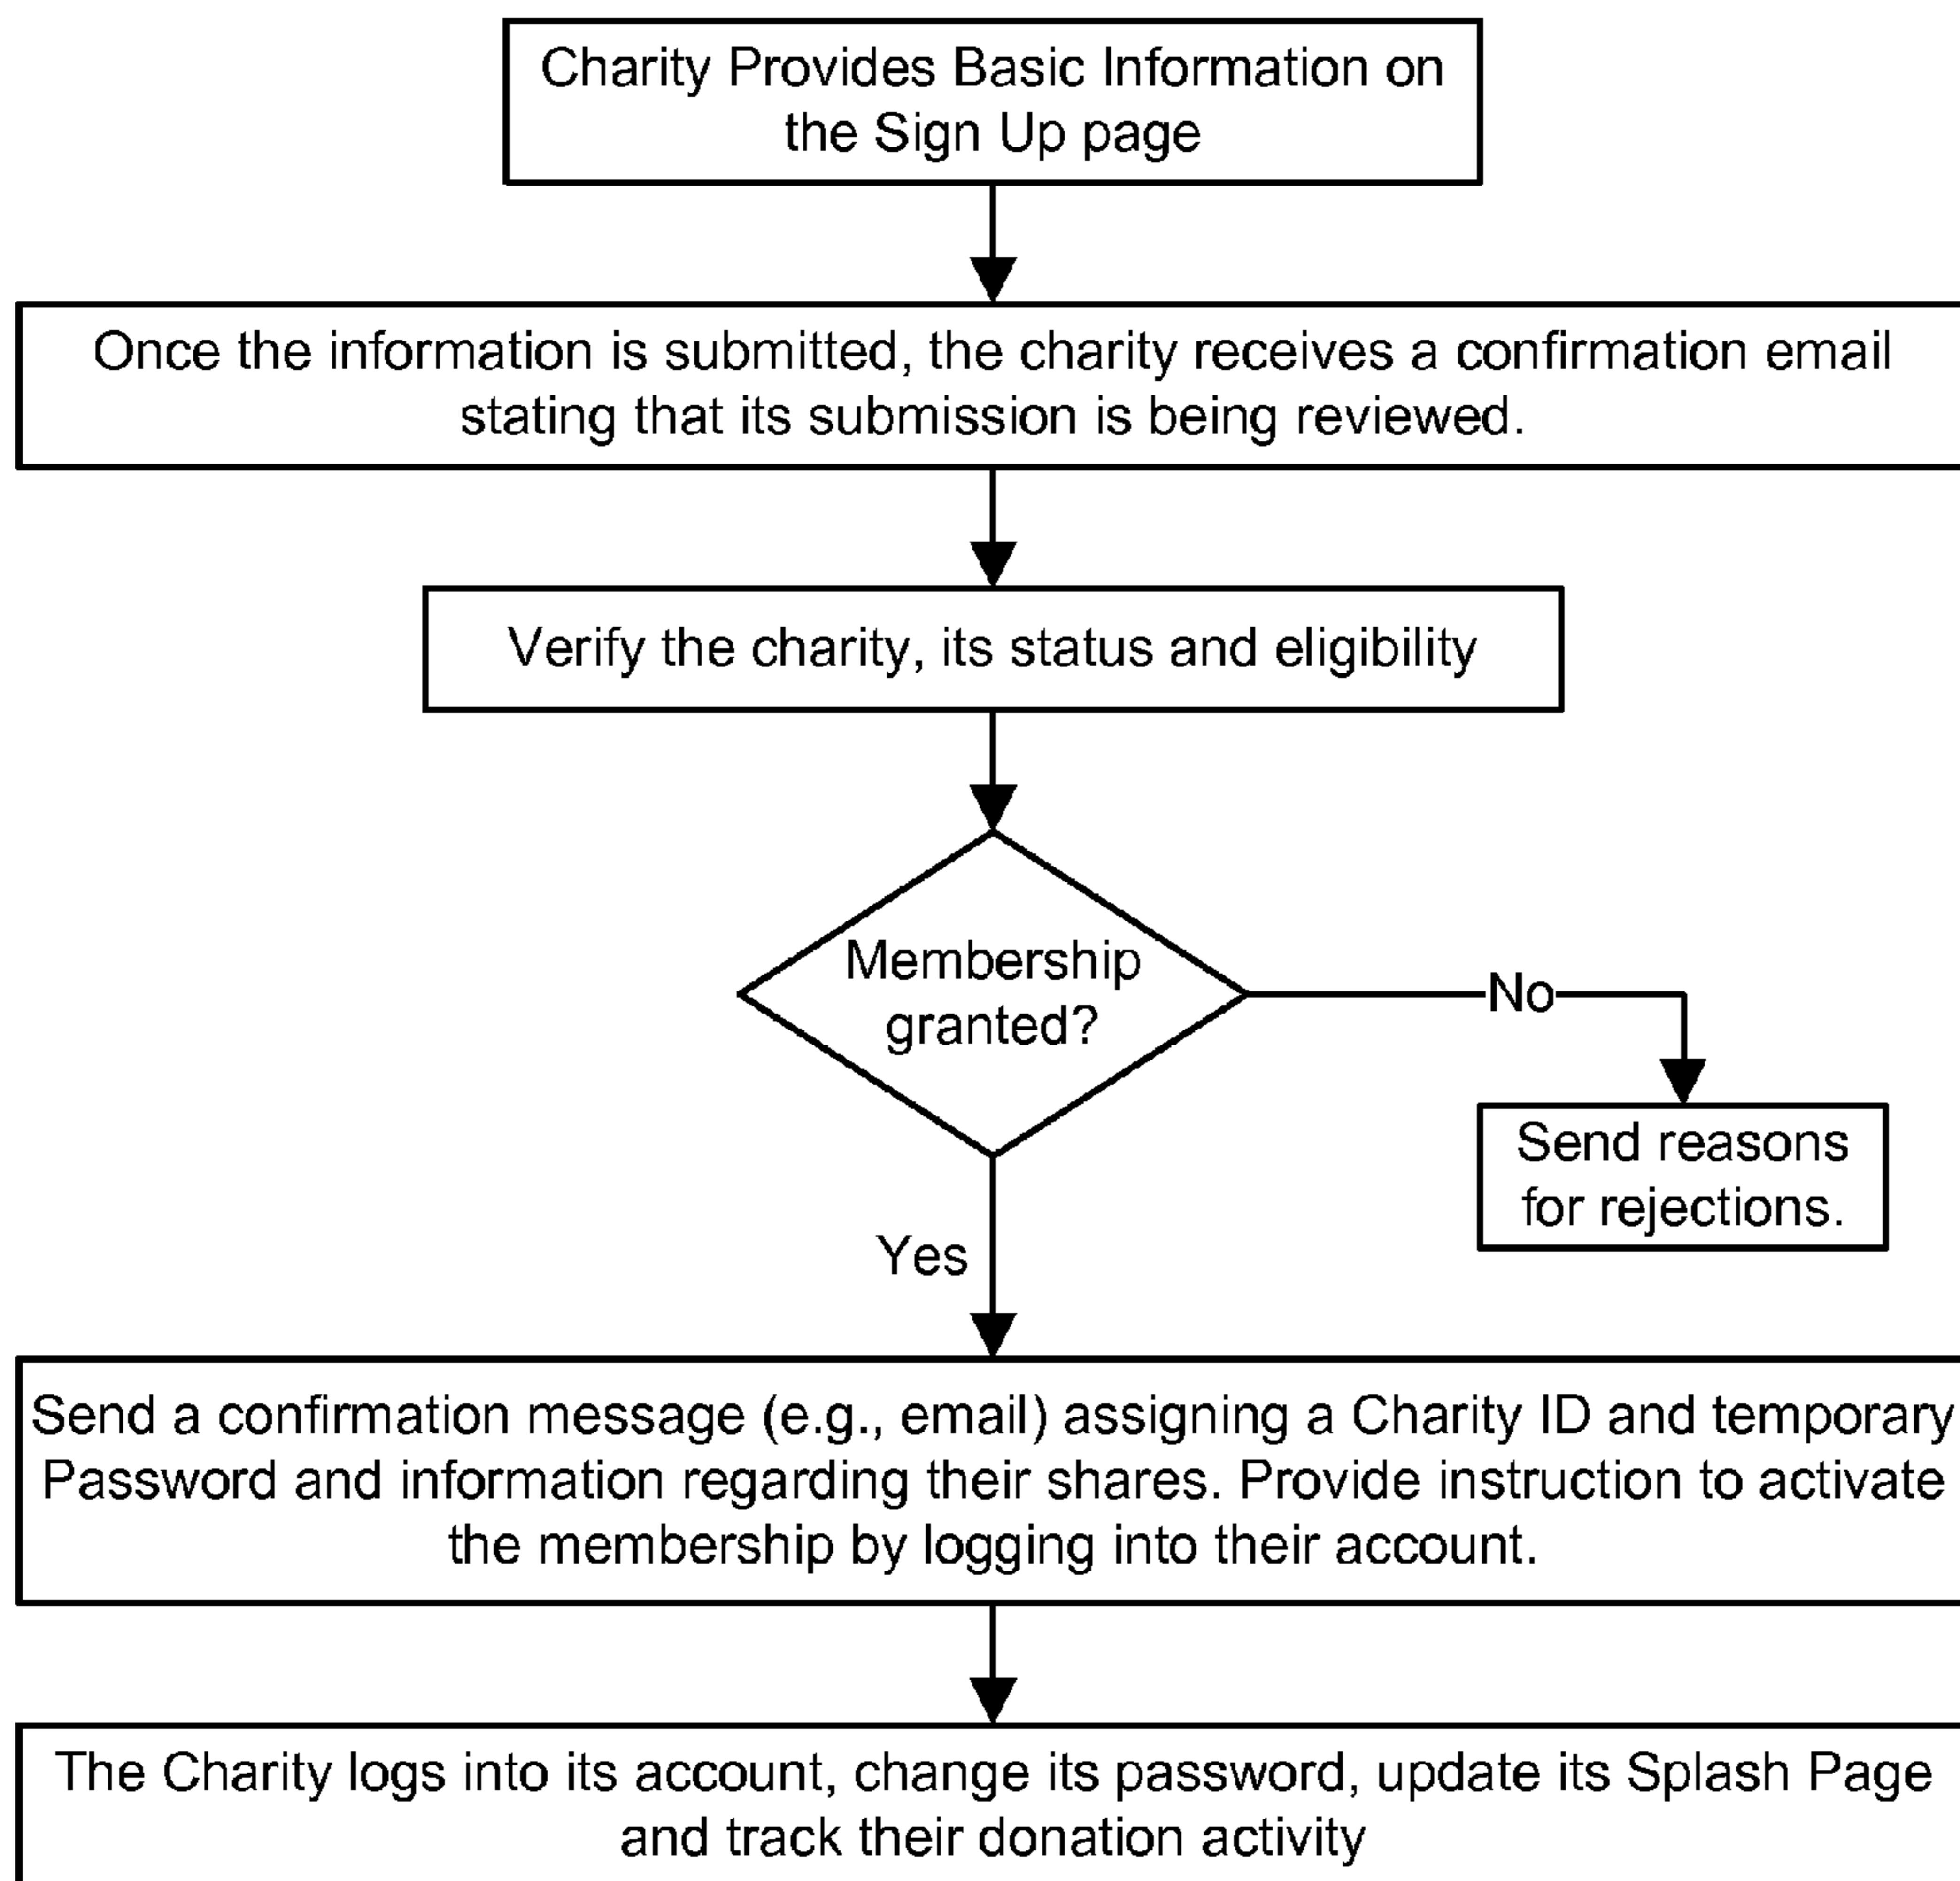 Charity Provides Basic Information on
the Sign Up page
Once the information is submitted, the charity receives a confirmation email
stating that its submission is being reviewed.
Verify the charity, its status and eligibility
Membership
granted?
No
Send reasons
for rejections.
Yes
Send a confirmation message (e.g., email) assigning a Charity ID and temporary
Password and information regarding their shares. Provide instruction to activate
the membership by logging into their account.
The Charity logs into its account, change its password, update its Splash Page
and track their donation activity